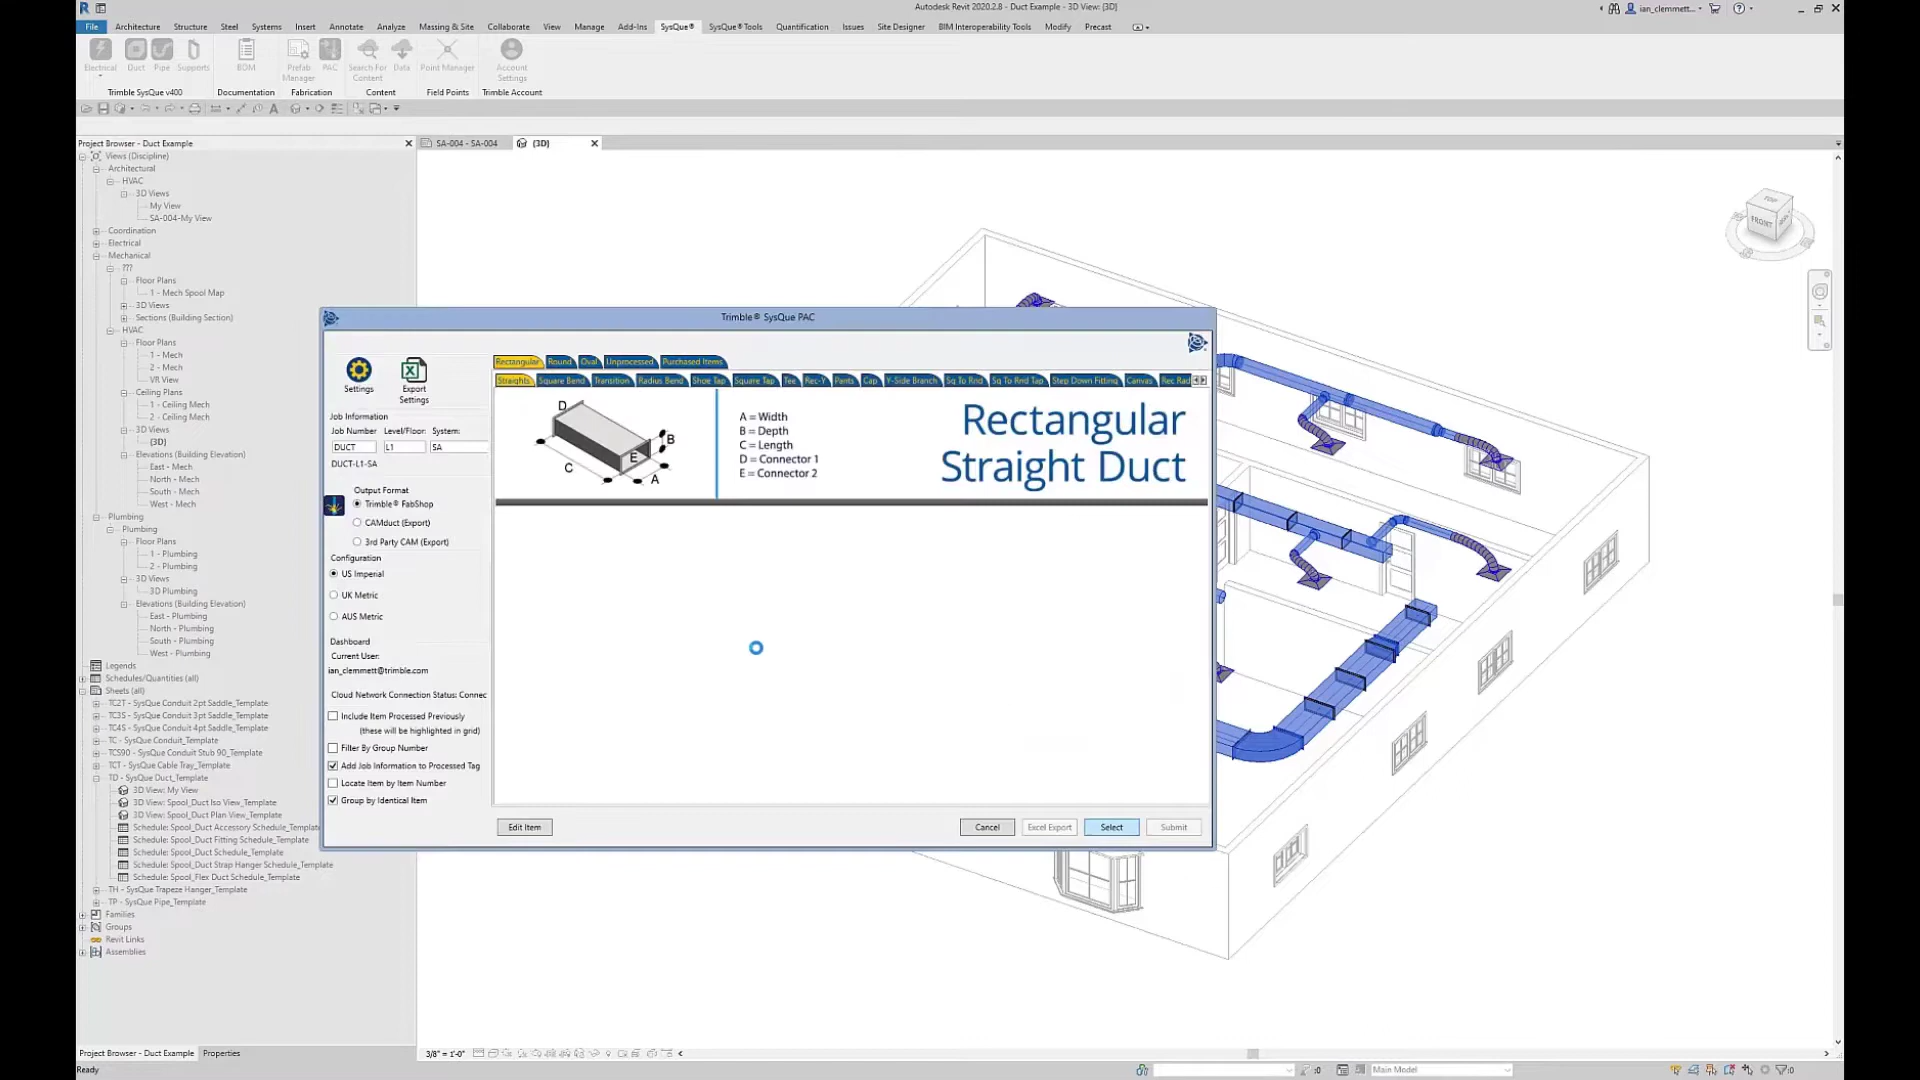 Autodesk Revit 2020.2.8 - Duct Example - 3D View: {3D}
ian_clemmett...
File Architecture Structure Steel Systems Insert Annotate Analyze Massing & Site Collaborate View Manage Add-Ins SysQue® SysQue® Tools Quantification Issues Site Designer BIM Interoperability Tools Modify Precast
Electrical Duct Pipe Supports BOM Prefab Manager PAC Search For Content Data Point Manager Account Settings
Trimble SysQue v400 Documentation Fabrication Content Field Points Trimble Account
Project Browser - Duct Example
SA-004 - SA-004
{3D}
Views (Discipline)
Architectural
HVAC
3D Views
My View
SA-004-My View
Coordination
Electrical
Mechanical
???
Floor Plans
1 - Mech Spool Map
3D Views
Sections (Building Section)
HVAC
Floor Plans
1 - Mech
2 - Mech
VR View
Ceiling Plans
1 - Ceiling Mech
2 - Ceiling Mech
3D Views
{3D}
Elevations (Building Elevation)
East - Mech
North - Mech
South - Mech
West - Mech
Plumbing
Plumbing
Floor Plans
1 - Plumbing
2 - Plumbing
3D Views
3D Plumbing
Elevations (Building Elevation)
East - Plumbing
North - Plumbing
South - Plumbing
West - Plumbing
Legends
Schedules/Quantities (all)
Sheets (all)
TC2T - SysQue Conduit 2pt Saddle_Template
TC3S - SysQue Conduit 3pt Saddle_Template
TC4S - SysQue Conduit 4pt Saddle_Template
TC - SysQue Conduit_Template
TCS90 - SysQue Conduit Stub 90_Template
TCT - SysQue Cable Tray_Template
TD - SysQue Duct_Template
3D View: My View
3D View: Spool_Duct Iso View_Template
3D View: Spool_Duct Plan View_Template
Schedule: Spool_Duct Accessory Schedule_Template
Schedule: Spool_Duct Fitting Schedule_Template
Schedule: Spool_Duct Schedule_Template
Schedule: Spool_Duct Strap Hanger Schedule_Template
Schedule: Spool_Flex Duct Schedule_Template
TH - SysQue Trapeze Hanger_Template
TP - SysQue Pipe_Template
Families
Groups
Revit Links
Assemblies
Project Browser - Duct Example Properties
Ready
Trimble® SysQue PAC
Settings
Export Settings
Job Information
Job Number Level/Floor: System:
DUCT L1 SA
DUCT-L1-SA
Output Format
Trimble® FabShop
CAMduct (Export)
3rd Party CAM (Export)
Configuration
US Imperial
UK Metric
AUS Metric
Dashboard
Current User:
ian_clemmett@trimble.com
Cloud Network Connection Status: Connec
Include Item Processed Previously
(these will be highlighted in grid)
Filter By Group Number
Add Job Information to Processed Tag
Locate Item by Item Number
Group by Identical Item
Rectangular Round Oval Unprocessed Purchased Items
Straights Square Bend Transition Radius Bend Shoe Tap Square Tap Tee Rec-Y Pants Cap Y-Side Branch Sq To Rnd Sq To Rnd Tap Step Down Fitting Canvas Rec Rad
D
B
E
C
A
A = Width
B = Depth
C = Length
D = Connector 1
E = Connector 2
Rectangular
Straight Duct
Edit Item Cancel Excel Export Select Submit
TOP
FRONT
3/8" = 1'-0"
:0
Main Model
:0